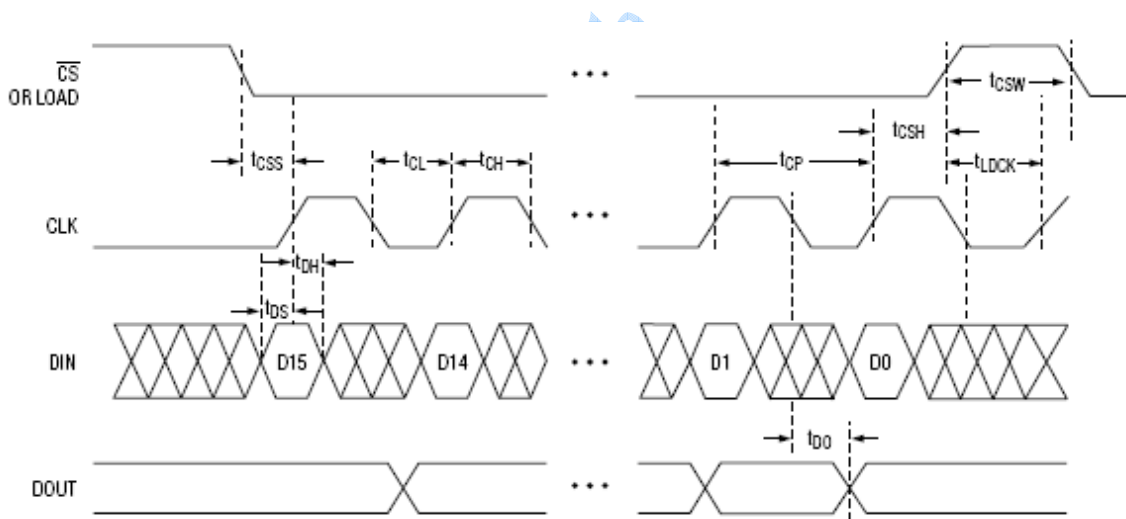 CS
OR LOAD
• • •
tCSS
tCL
tCH
tCP
tCSH
tCSW
tLDCK
CLK
• • •
tDH
tDS
DIN
D15
D14
• • •
D1
D0
tD0
DOUT
• • •